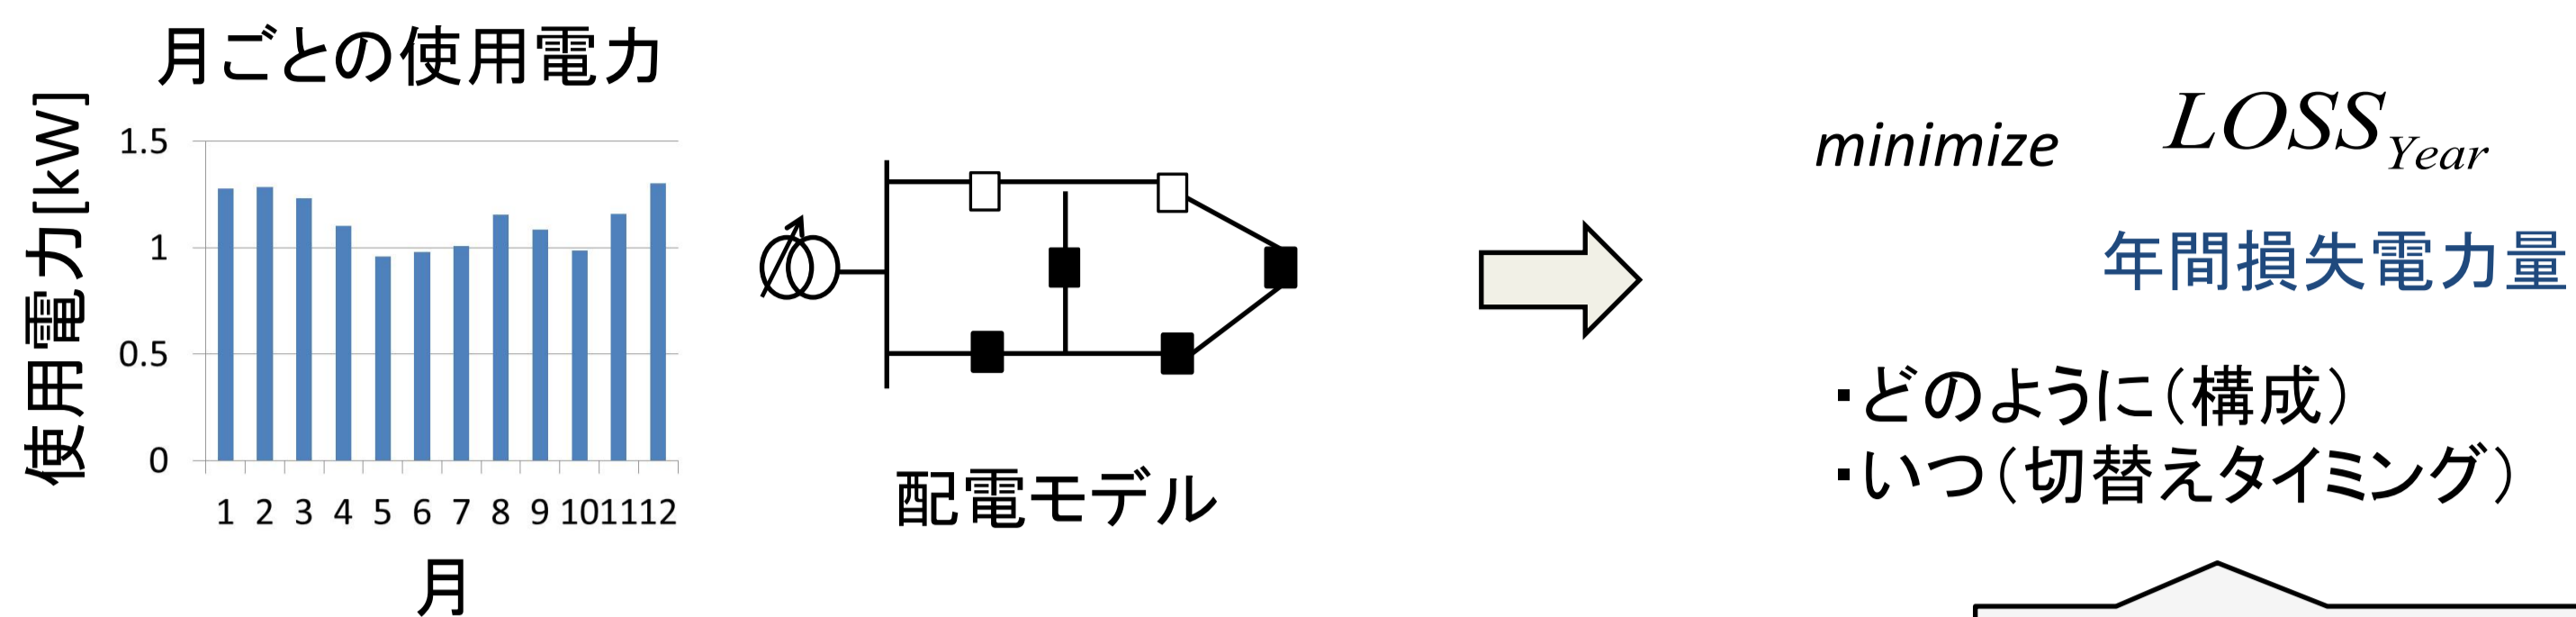 月ごとの使用電力
使用電力[kW]
1.5
1
0.5
0
1 2 3 4 5 6 7 8 9 10 11 12
月
配電モデル
minimize LOSS_Year
年間損失電力量
・どのように（構成）
・いつ（切替えタイミング）